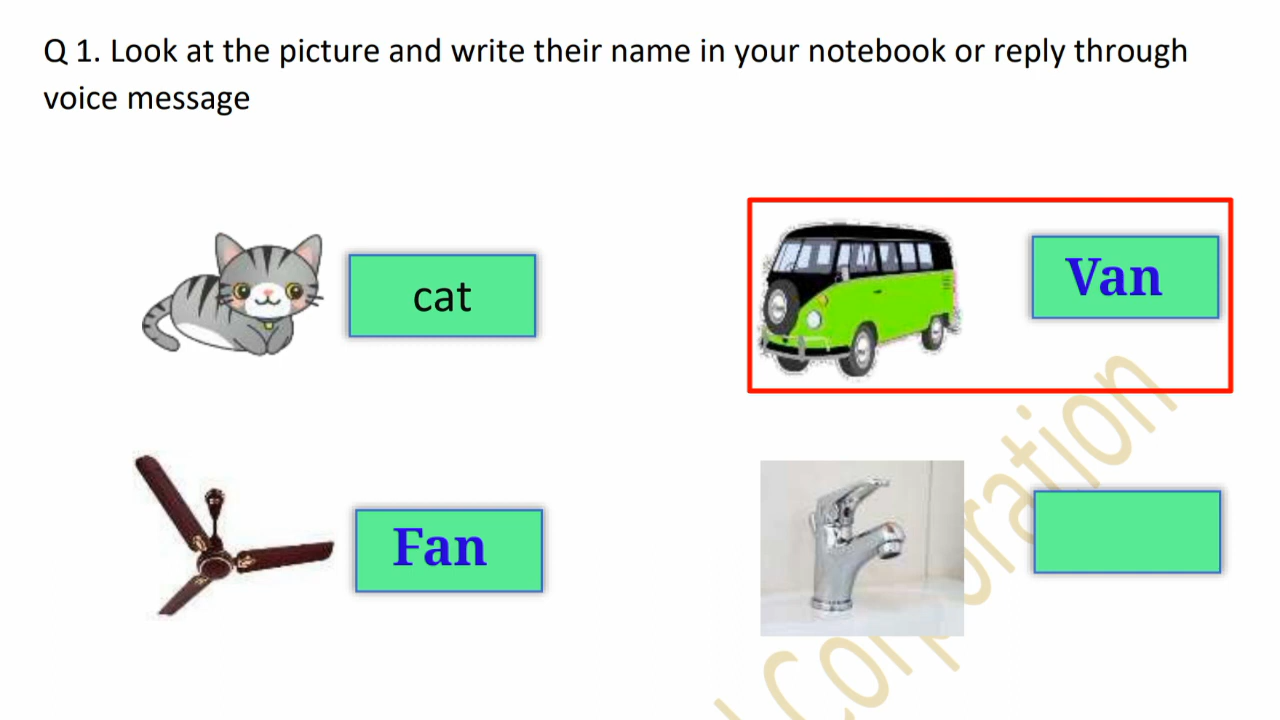 Q 1. Look at the picture and write their name in your notebook or reply through
voice message
cat
Van
Fan
Corporation